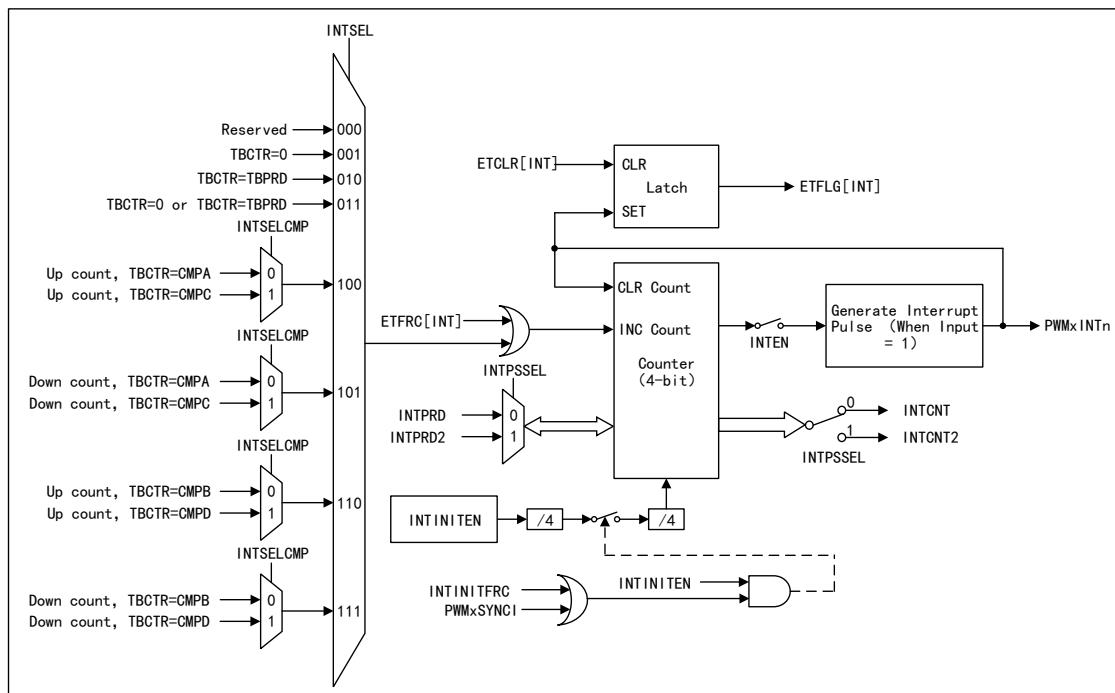 INTSEL
Reserved
000
TBCTR=0
001
TBCTR=TBPRD
010
TBCTR=0 or TBCTR=TBPRD
011
INTSELCMP
Up count, TBCTR=CMPA
0
Up count, TBCTR=CMPC
1
100
INTSELCMP
Down count, TBCTR=CMPA
0
Down count, TBCTR=CMPC
1
101
INTSELCMP
Up count, TBCTR=CMPB
0
Up count, TBCTR=CMPD
1
110
INTSELCMP
Down count, TBCTR=CMPB
0
Down count, TBCTR=CMPD
1
111
ETCLR[INT]
CLR
Latch
SET
ETFLG[INT]
ETFRC[INT]
CLR Count
INC Count
Counter
(4-bit)
INTEN
Generate Interrupt
Pulse (When Input
= 1)
PWMxINTn
INTPSSEL
INTPRD
0
INTPRD2
1
0
INTCNT
1
INTCNT2
INTPSSEL
INTINITEN
/4
/4
INTINITFRC
PWMxSYNCI
INTINITEN